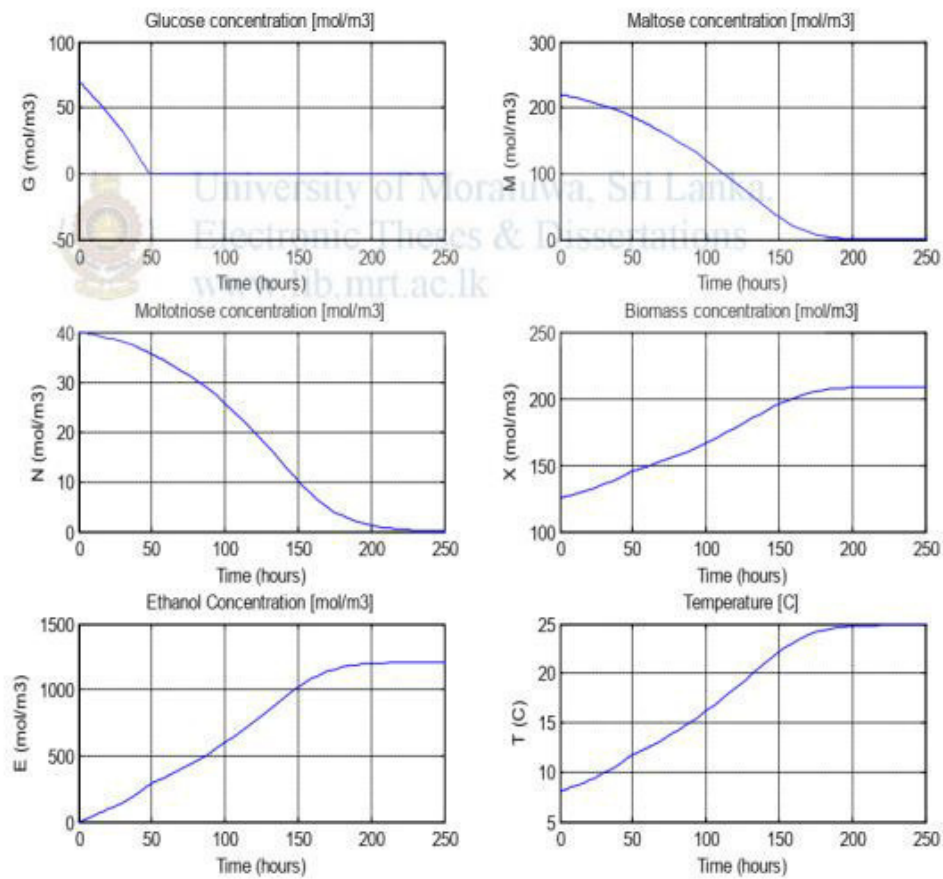 Glucose concentration [mol/m3]
100
50
0
-50
G (mol/m3)
0 50 100 150 200 250
Time (hours)
Maltose concentration [mol/m3]
300
200
100
0
M (mol/m3)
0 50 100 150 200 250
Time (hours)
University of Moratuwa, Sri Lanka.
Electronic Theses & Dissertations
www.lib.mrt.ac.lk
Moltotriose concentration [mol/m3]
40
30
20
10
0
N (mol/m3)
0 50 100 150 200 250
Time (hours)
Biomass concentration [mol/m3]
250
200
150
100
X (mol/m3)
0 50 100 150 200 250
Time (hours)
Ethanol Concentration [mol/m3]
1500
1000
500
0
E (mol/m3)
0 50 100 150 200 250
Time (hours)
Temperature [C]
25
20
15
10
5
T (C)
0 50 100 150 200 250
Time (hours)